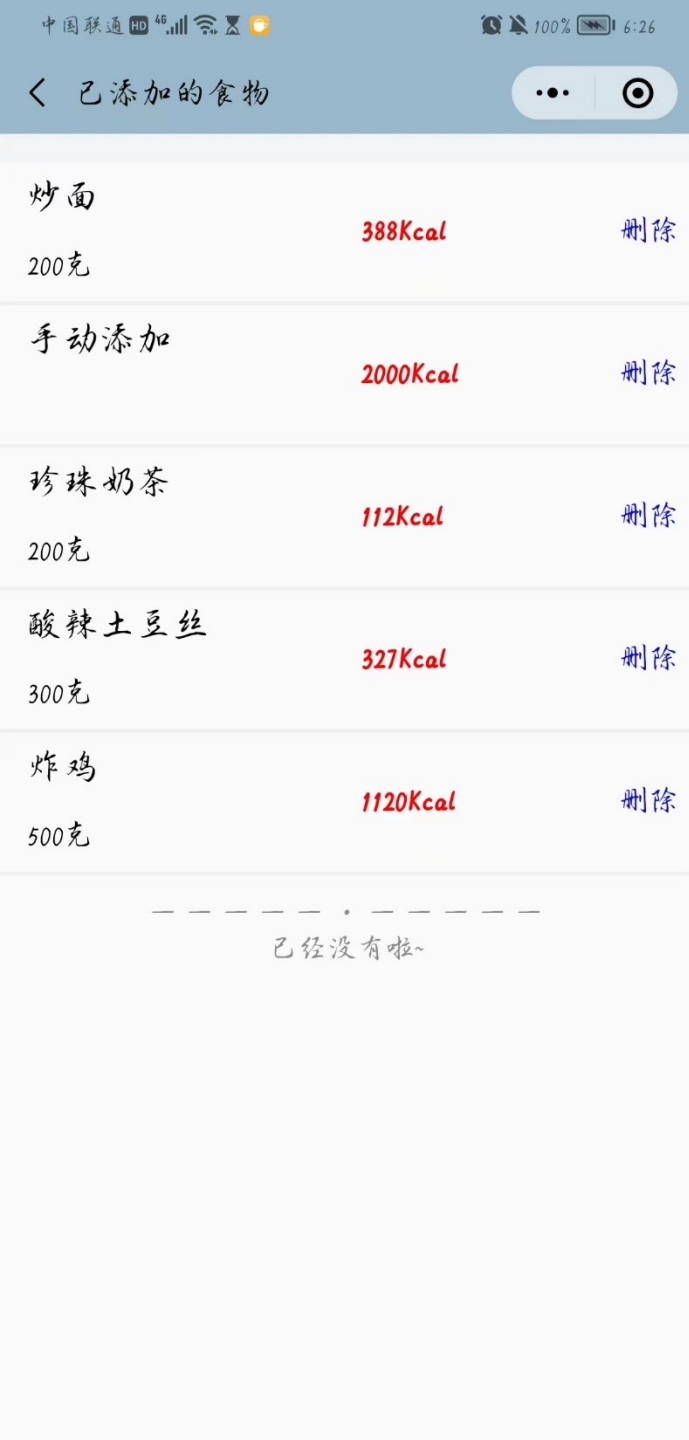 中国联通 HD 4G 100% 6:26
已添加的食物
炒面
388Kcal
删除
200克
手动添加
2000Kcal
删除
珍珠奶茶
112Kcal
删除
200克
酸辣土豆丝
327Kcal
删除
300克
炸鸡
1120Kcal
删除
500克
—————·—————
已经没有啦~